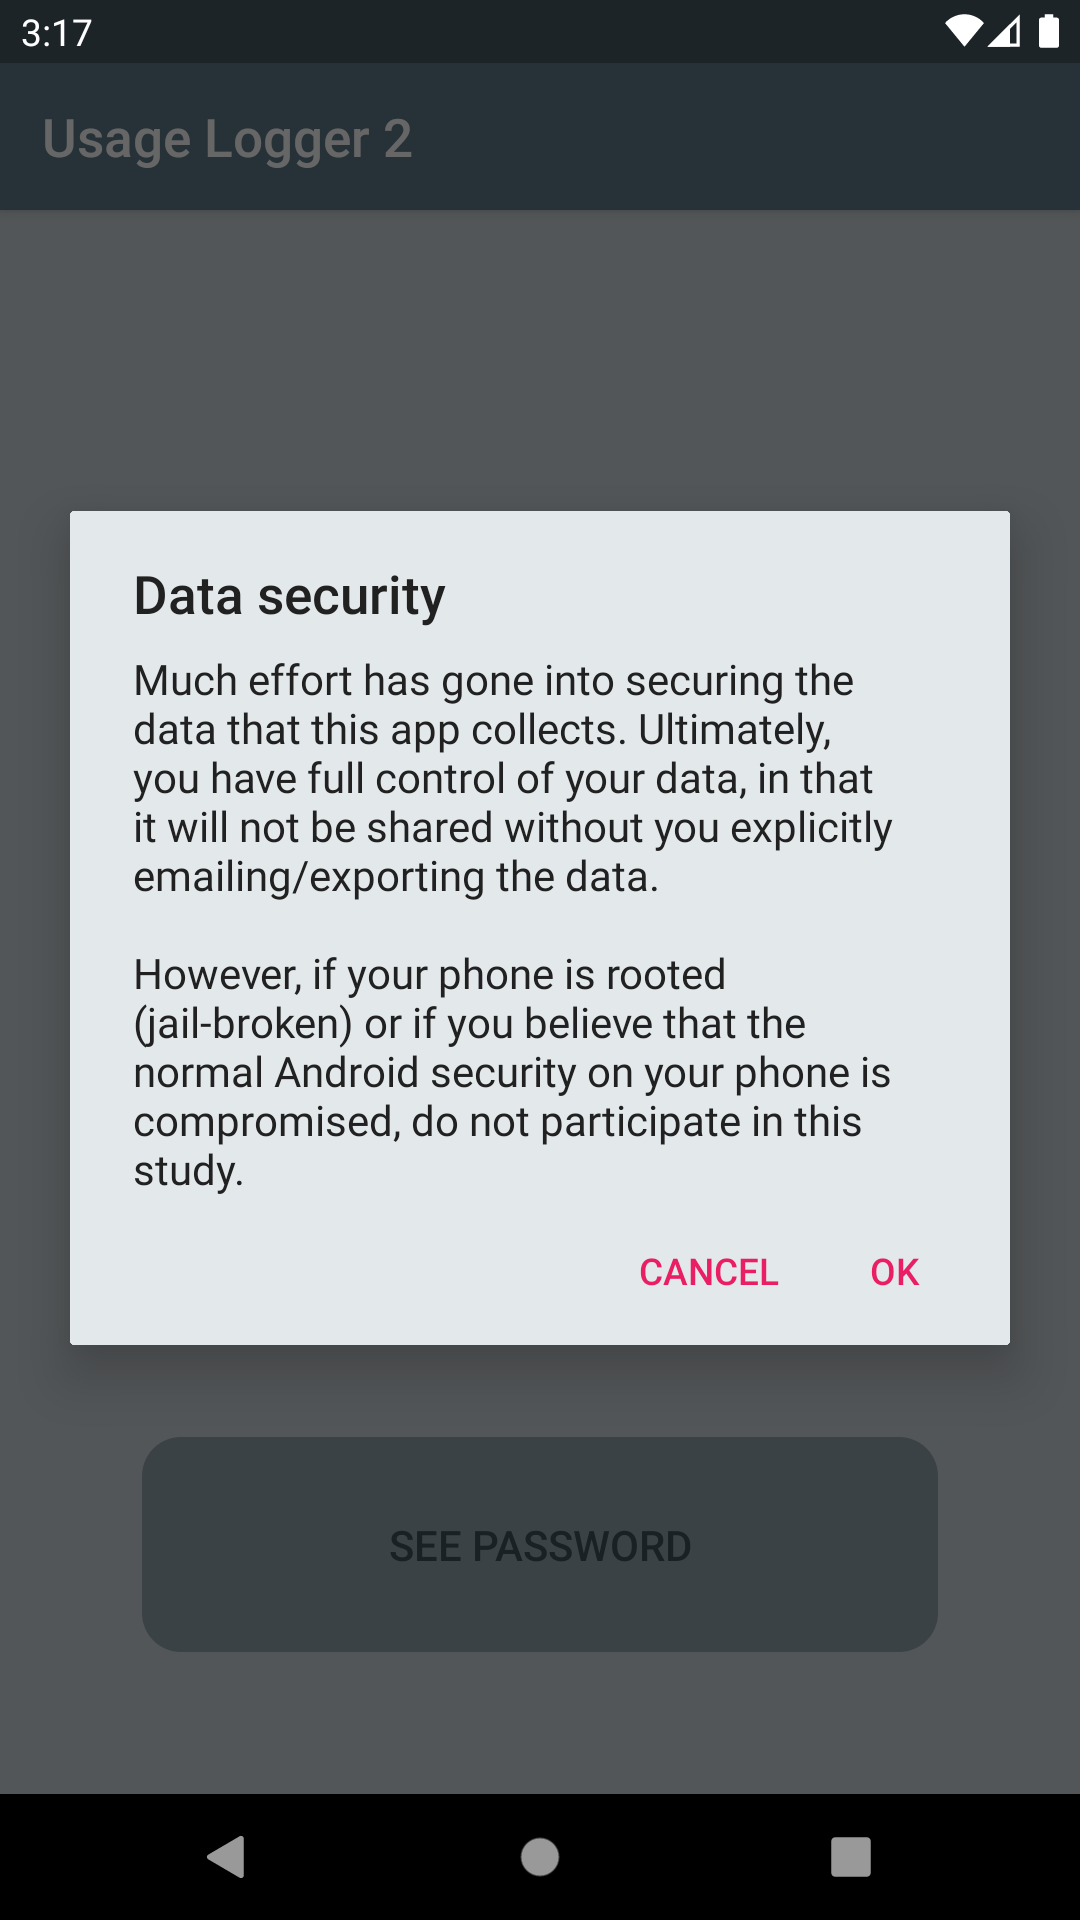 3:17
Usage Logger 2
Data security
Much effort has gone into securing the
data that this app collects. Ultimately,
you have full control of your data, in that
it will not be shared without you explicitly
emailing/exporting the data.
However, if your phone is rooted
(jail-broken) or if you believe that the
normal Android security on your phone is
compromised, do not participate in this
study.
CANCEL OK
SEE PASSWORD